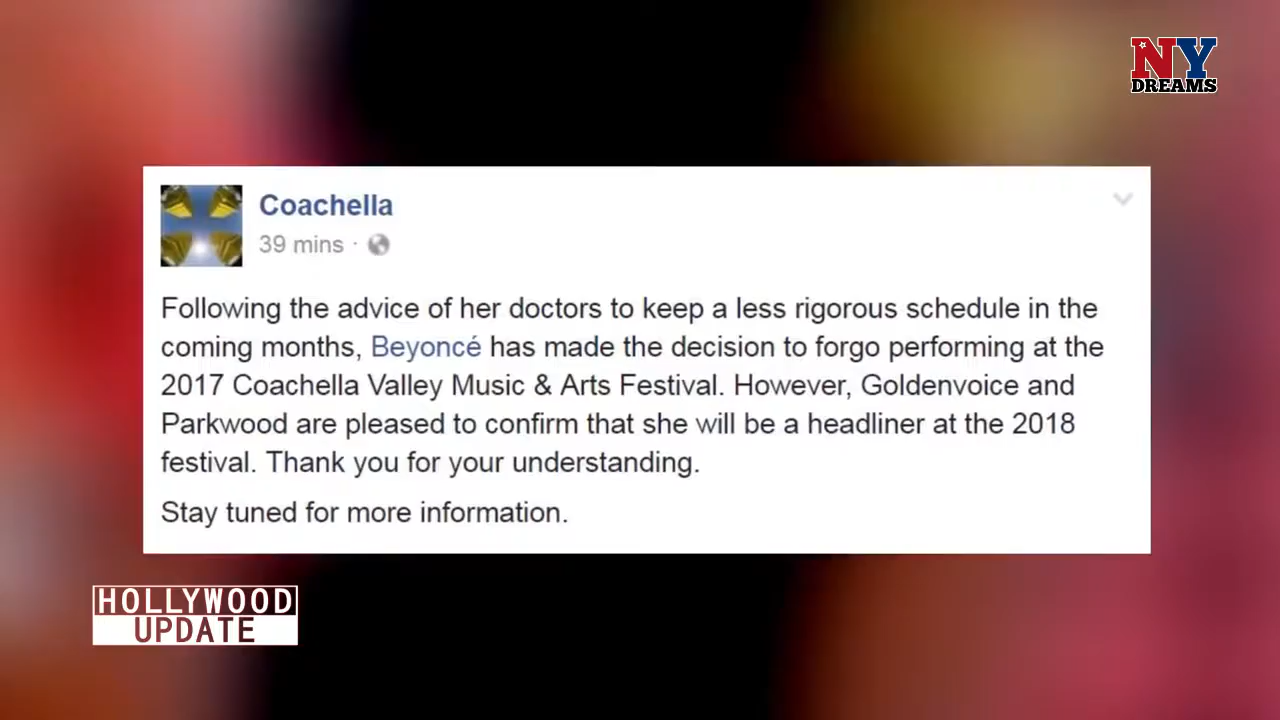 NY
DREAMS
Coachella
39 mins ·
Following the advice of her doctors to keep a less rigorous schedule in the
coming months, Beyoncé has made the decision to forgo performing at the
2017 Coachella Valley Music & Arts Festival. However, Goldenvoice and
Parkwood are pleased to confirm that she will be a headliner at the 2018
festival. Thank you for your understanding.
Stay tuned for more information.
HOLLYWOOD
UPDATE